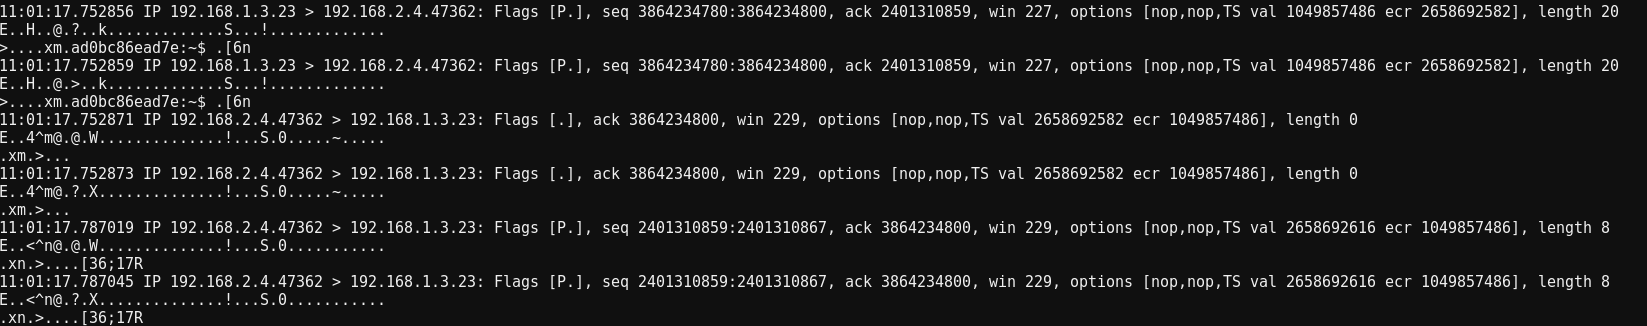 11:01:17.752856 IP 192.168.1.3.23 > 192.168.2.4.47362: Flags [P.], seq 3864234780:3864234800, ack 2401310859, win 227, options [nop,nop,TS val 1049857486 ecr 2658692582], length 20
E..H..@.?..k.............S...!.............
>....xm.ad0bc86ead7e:~$ .[6n
11:01:17.752859 IP 192.168.1.3.23 > 192.168.2.4.47362: Flags [P.], seq 3864234780:3864234800, ack 2401310859, win 227, options [nop,nop,TS val 1049857486 ecr 2658692582], length 20
E..H..@.>..k.............S...!.............
>....xm.ad0bc86ead7e:~$ .[6n
11:01:17.752871 IP 192.168.2.4.47362 > 192.168.1.3.23: Flags [.], ack 3864234800, win 229, options [nop,nop,TS val 2658692582 ecr 1049857486], length 0
E..4^m@.@.W..............!...S.0.....~.....
.xm.>...
11:01:17.752873 IP 192.168.2.4.47362 > 192.168.1.3.23: Flags [.], ack 3864234800, win 229, options [nop,nop,TS val 2658692582 ecr 1049857486], length 0
E..4^m@.?.X..............!...S.0.....~.....
.xm.>...
11:01:17.787019 IP 192.168.2.4.47362 > 192.168.1.3.23: Flags [P.], seq 2401310859:2401310867, ack 3864234800, win 229, options [nop,nop,TS val 2658692616 ecr 1049857486], length 8
E..<^n@.@.W..............!...S.0...........
.xn.>....[36;17R
11:01:17.787045 IP 192.168.2.4.47362 > 192.168.1.3.23: Flags [P.], seq 2401310859:2401310867, ack 3864234800, win 229, options [nop,nop,TS val 2658692616 ecr 1049857486], length 8
E..<^n@.?.X..............!...S.0...........
.xn.>....[36;17R